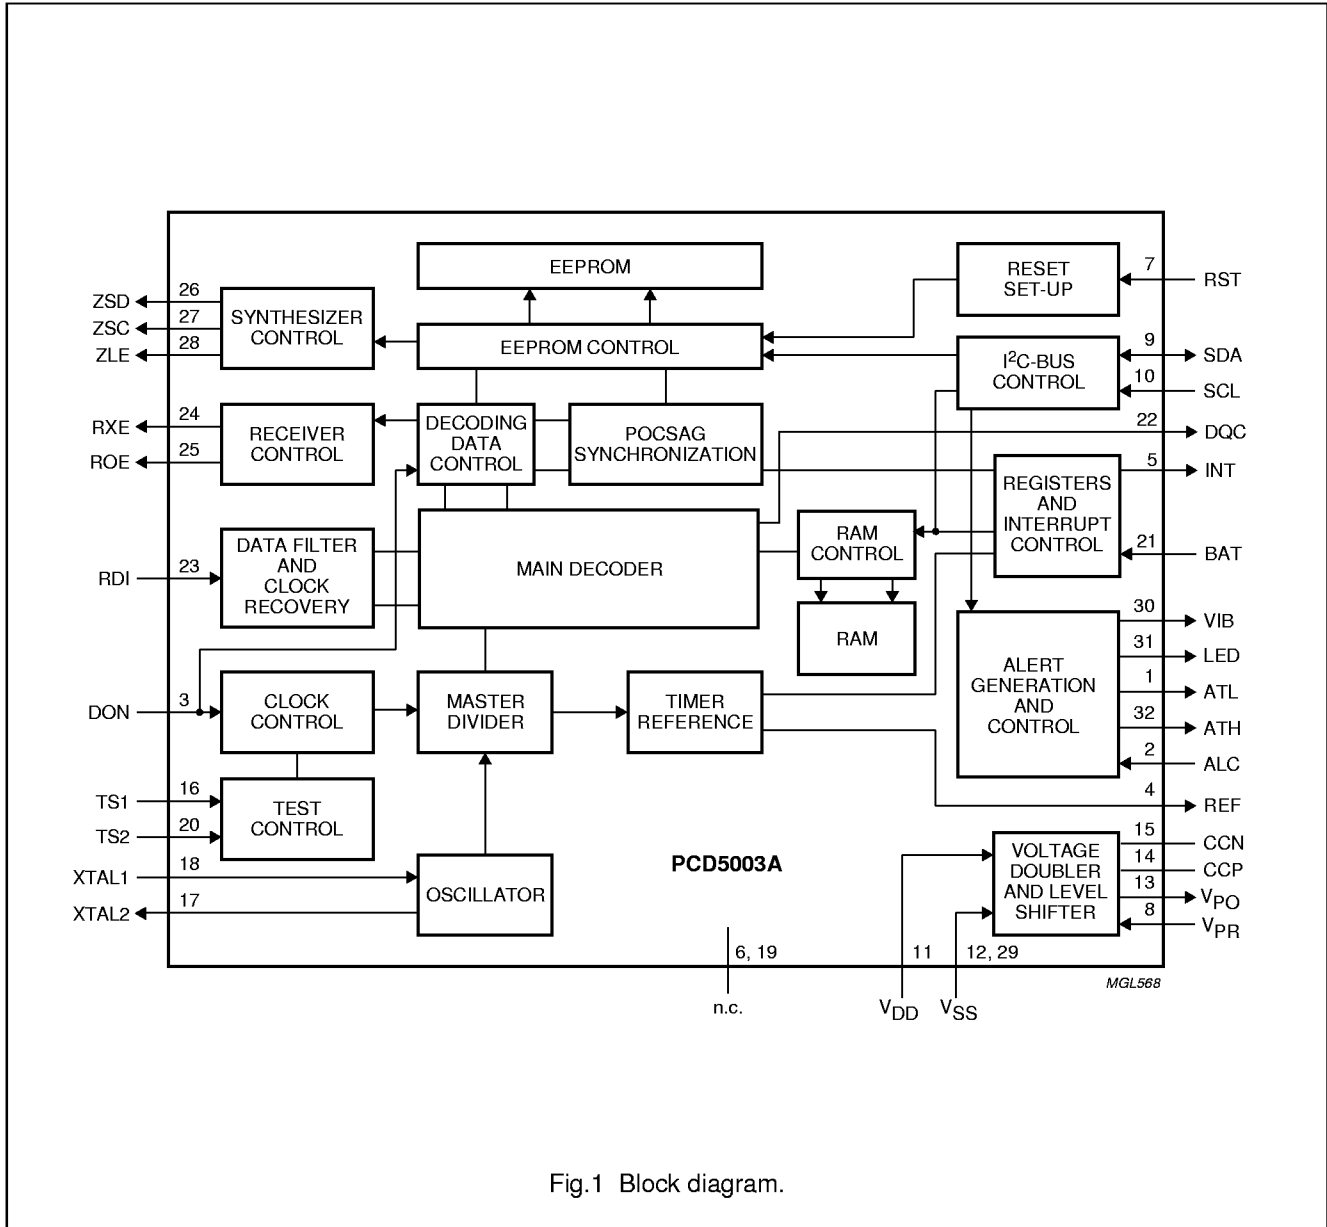 EEPROM
RESET
SET-UP
7
RST
26
ZSD
27
ZSC
28
ZLE
SYNTHESIZER
CONTROL
EEPROM CONTROL
I²C-BUS
CONTROL
9
SDA
10
SCL
24
RXE
25
ROE
RECEIVER
CONTROL
DECODING
DATA
CONTROL
POCSAG
SYNCHRONIZATION
22
DQC
5
INT
REGISTERS
AND
INTERRUPT
CONTROL
21
BAT
23
RDI
DATA FILTER
AND
CLOCK
RECOVERY
MAIN DECODER
RAM
CONTROL
RAM
30
VIB
31
LED
1
ATL
32
ATH
2
ALC
4
REF
ALERT
GENERATION
AND
CONTROL
3
DON
CLOCK
CONTROL
MASTER
DIVIDER
TIMER
REFERENCE
16
TS1
20
TS2
TEST
CONTROL
18
XTAL1
17
XTAL2
OSCILLATOR
PCD5003A
VOLTAGE
DOUBLER
AND LEVEL
SHIFTER
15
CCN
14
CCP
13
VPO
8
VPR
6, 19
n.c.
11
VDD
12, 29
VSS
MGL568
Fig.1 Block diagram.